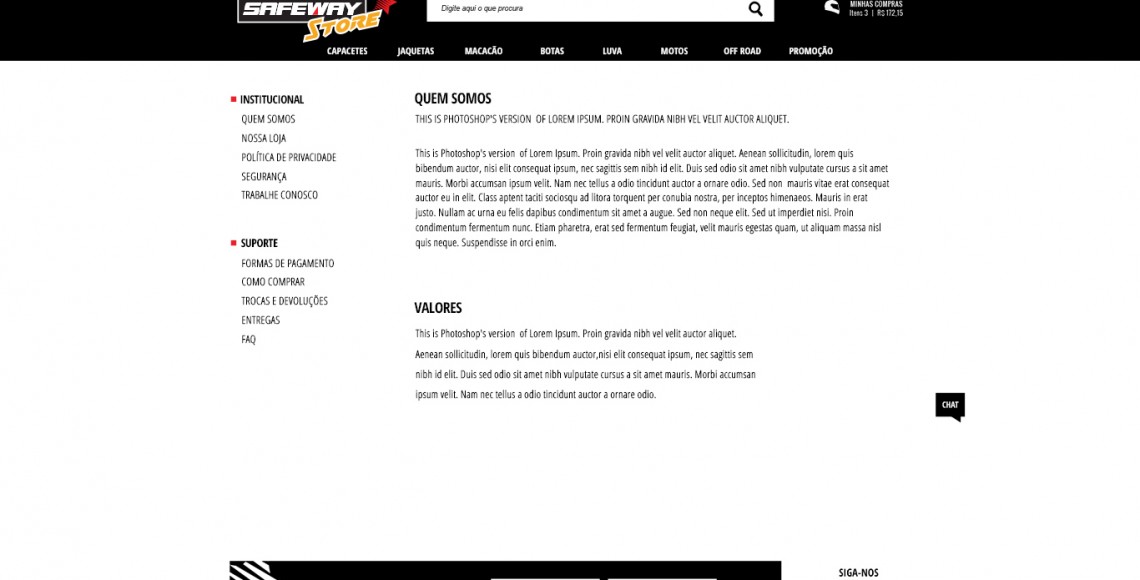 SAFEWAY
STORE
Digite aqui o que procura
MINHAS COMPRAS
Itens 3 | R$ 172,15
CAPACETES JAQUETAS MACACÃO BOTAS LUVA MOTOS OFF ROAD PROMOÇÃO
INSTITUCIONAL
QUEM SOMOS
NOSSA LOJA
POLÍTICA DE PRIVACIDADE
SEGURANÇA
TRABALHE CONOSCO
SUPORTE
FORMAS DE PAGAMENTO
COMO COMPRAR
TROCAS E DEVOLUÇÕES
ENTREGAS
FAQ
QUEM SOMOS
THIS IS PHOTOSHOP'S VERSION OF LOREM IPSUM. PROIN GRAVIDA NIBH VEL VELIT AUCTOR ALIQUET.
This is Photoshop's version of Lorem Ipsum. Proin gravida nibh vel velit auctor aliquet. Aenean sollicitudin, lorem quis
bibendum auctor, nisi elit consequat ipsum, nec sagittis sem nibh id elit. Duis sed odio sit amet nibh vulputate cursus a sit amet
mauris. Morbi accumsan ipsum velit. Nam nec tellus a odio tincidunt auctor a ornare odio. Sed non mauris vitae erat consequat
auctor eu in elit. Class aptent taciti sociosqu ad litora torquent per conubia nostra, per inceptos himenaeos. Mauris in erat
justo. Nullam ac urna eu felis dapibus condimentum sit amet a augue. Sed non neque elit. Sed ut imperdiet nisi. Proin
condimentum fermentum nunc. Etiam pharetra, erat sed fermentum feugiat, velit mauris egestas quam, ut aliquam massa nisl
quis neque. Suspendisse in orci enim.
VALORES
This is Photoshop's version of Lorem Ipsum. Proin gravida nibh vel velit auctor aliquet.
Aenean sollicitudin, lorem quis bibendum auctor,nisi elit consequat ipsum, nec sagittis sem
nibh id elit. Duis sed odio sit amet nibh vulputate cursus a sit amet mauris. Morbi accumsan
ipsum velit. Nam nec tellus a odio tincidunt auctor a ornare odio.
CHAT
SIGA-NOS